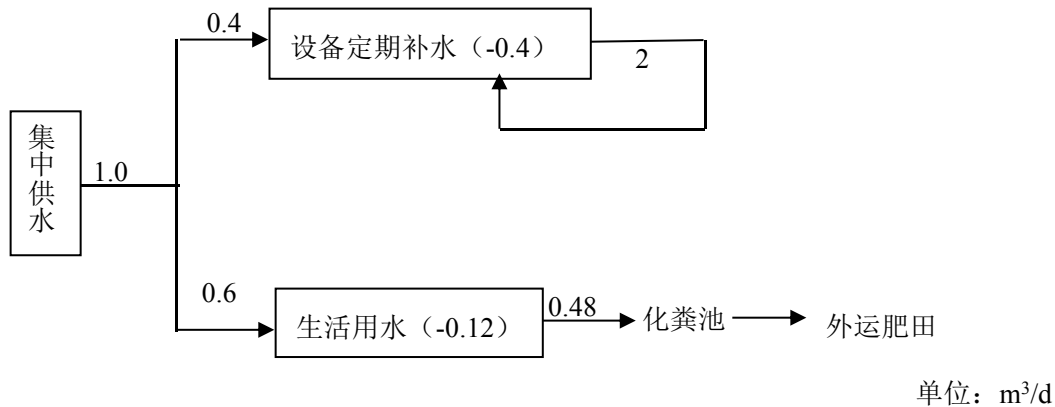 0.4
设备定期补水（-0.4）
2
集中供水
1.0
0.6
生活用水（-0.12）
0.48
化粪池
外运肥田
单位：m³/d